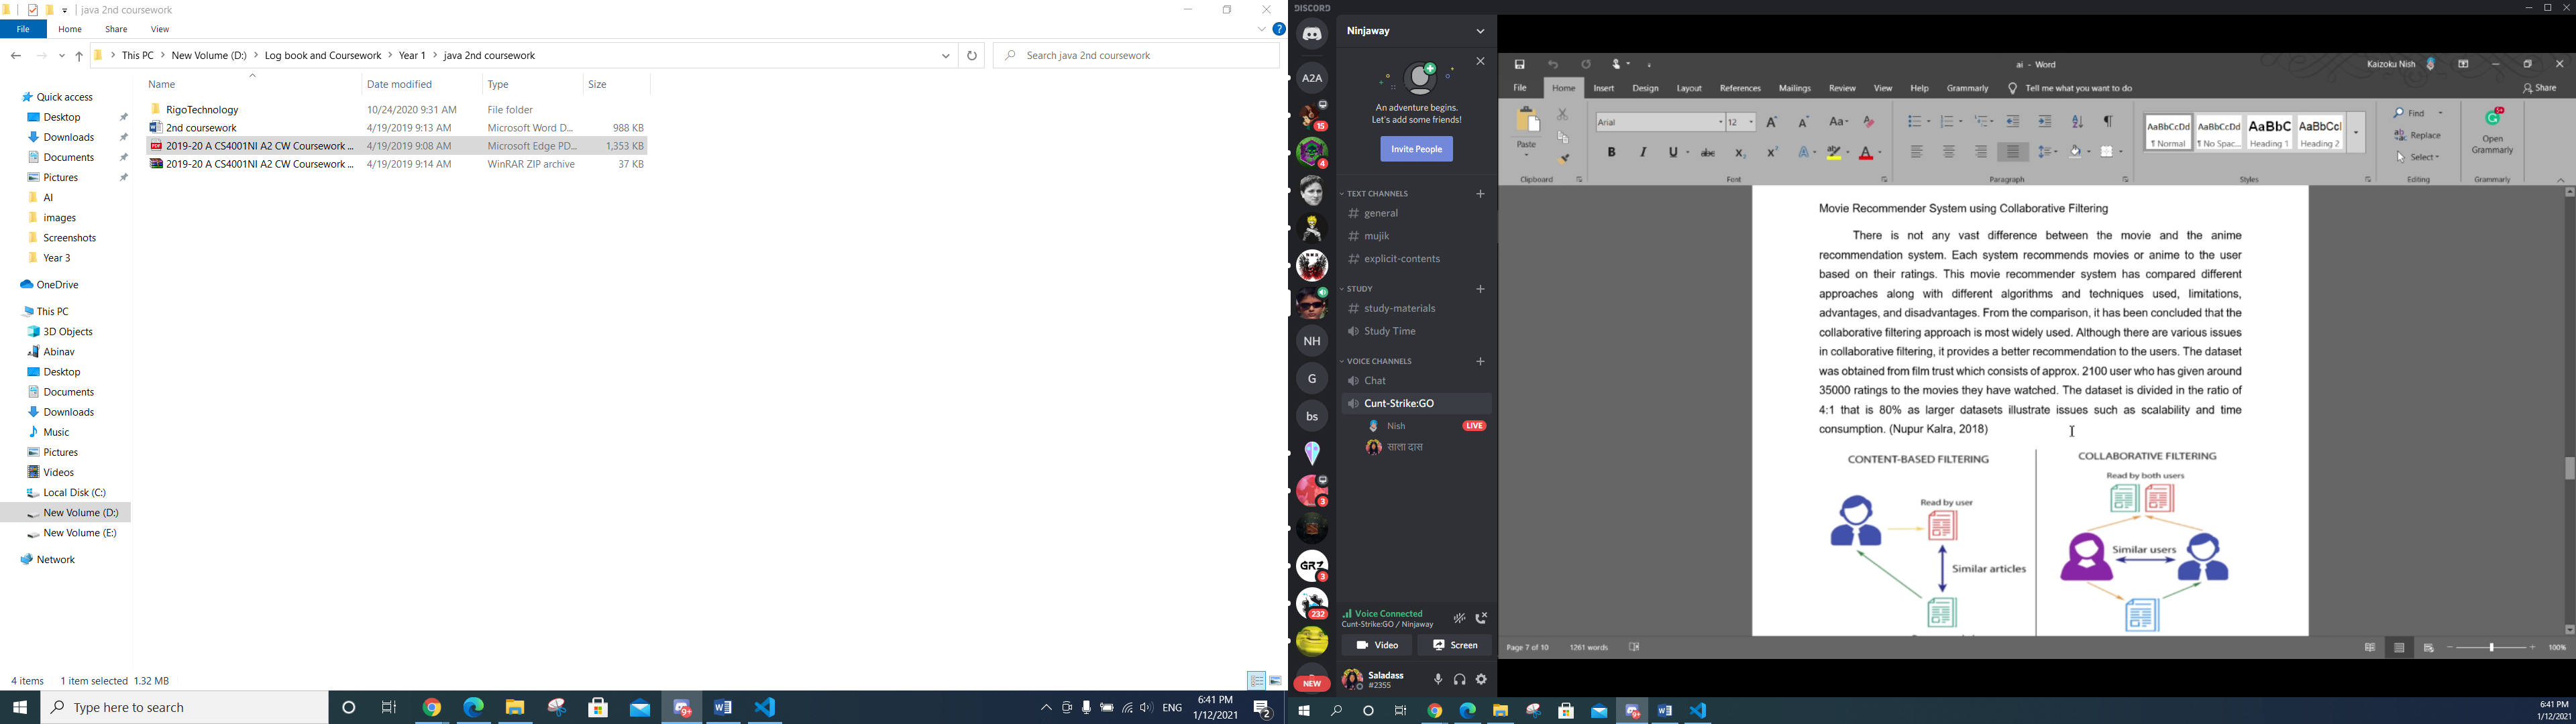 java 2nd coursework
File Home Share View
This PC > New Volume (D:) > Log book and Coursework > Year 1 > java 2nd coursework
Search java 2nd coursework
Name Date modified Type Size
RigoTechnology 10/24/2020 9:31 AM File folder
2nd coursework 4/19/2019 9:13 AM Microsoft Word D... 988 KB
2019-20 A CS4001NI A2 CW Coursework ... 4/19/2019 9:08 AM Microsoft Edge PD... 1,353 KB
2019-20 A CS4001NI A2 CW Coursework ... 4/19/2019 9:14 AM WinRAR ZIP archive 37 KB
Quick access
Desktop
Downloads
Documents
Pictures
AI
images
Screenshots
Year 3
OneDrive
This PC
3D Objects
Abinav
Desktop
Documents
Downloads
Music
Pictures
Videos
Local Disk (C:)
New Volume (D:)
New Volume (E:)
Network
4 items 1 item selected 1.32 MB
Type here to search
ENG
6:41 PM
1/12/2021
2
DISCORD
A2A
15
4
NH
G
bs
3
GRZ
3
232
NEW
Ninjaway
An adventure begins.
Let's add some friends!
Invite People
TEXT CHANNELS
general
mujik
explicit-contents
STUDY
study-materials
Study Time
VOICE CHANNELS
Chat
Cunt-Strike:GO
Nish LIVE
साला दास
Voice Connected
Cunt-Strike:GO / Ninjaway
Video Screen
Saladass
#2355
ai - Word
Kaizoku Nish
File Home Insert Design Layout References Mailings Review View Help Grammarly Tell me what you want to do Share
Paste
Clipboard
Arial 12
Font
Paragraph
AaBbCcDd AaBbCcDd AaBbC AaBbCcI
¶ Normal ¶ No Spac... Heading 1 Heading 2
Styles
Find
Replace
Select
Editing
Open
Grammarly
Grammarly
Movie Recommender System using Collaborative Filtering
There is not any vast difference between the movie and the anime
recommendation system. Each system recommends movies or anime to the user
based on their ratings. This movie recommender system has compared different
approaches along with different algorithms and techniques used, limitations,
advantages, and disadvantages. From the comparison, it has been concluded that the
collaborative filtering approach is most widely used. Although there are various issues
in collaborative filtering, it provides a better recommendation to the users. The dataset
was obtained from film trust which consists of approx. 2100 user who has given around
35000 ratings to the movies they have watched. The dataset is divided in the ratio of
4:1 that is 80% as larger datasets illustrate issues such as scalability and time
consumption. (Nupur Kalra, 2018)
CONTENT-BASED FILTERING
Read by user
Similar articles
COLLABORATIVE FILTERING
Read by both users
Similar users
Page 7 of 10 1261 words
100%
6:41 PM
1/12/2021